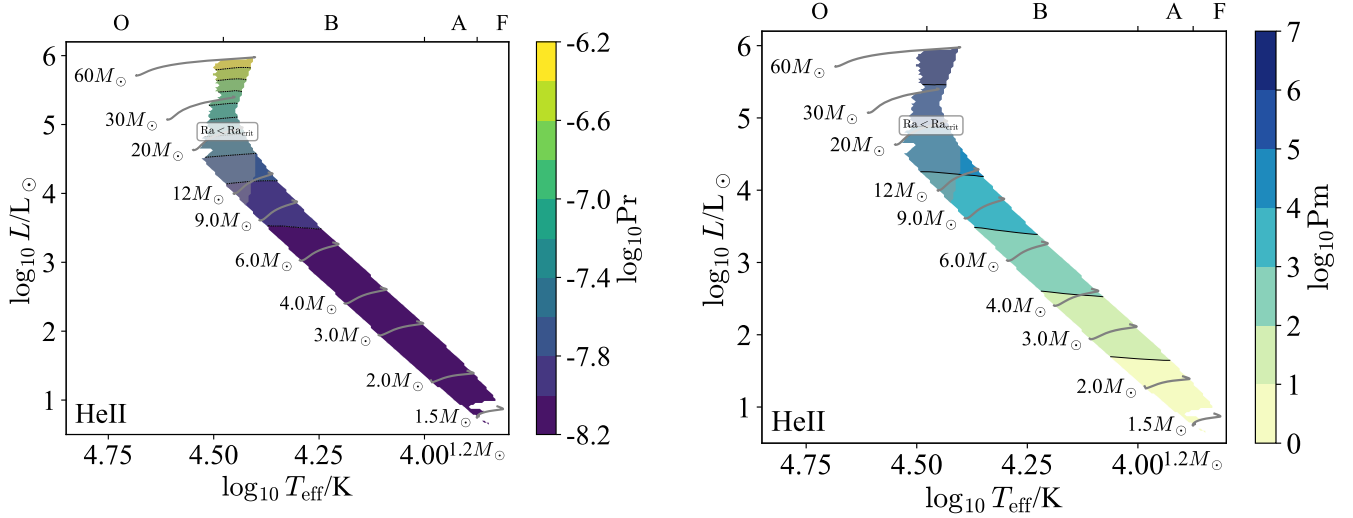 O B A F
6
5
4
3
2
1
log₁₀ L/L☉
60M☉
30M☉
Ra < Ra_crit
20M☉
12M☉
9.0M☉
6.0M☉
4.0M☉
3.0M☉
2.0M☉
1.5M☉
1.2M☉
HeII
4.75 4.50 4.25 4.00
log₁₀ T_eff/K
-6.2
-6.6
-7.0
-7.4
-7.8
-8.2
log₁₀Pr
O B A F
6
5
4
3
2
1
log₁₀ L/L☉
60M☉
30M☉
Ra < Ra_crit
20M☉
12M☉
9.0M☉
6.0M☉
4.0M☉
3.0M☉
2.0M☉
1.5M☉
1.2M☉
HeII
4.75 4.50 4.25 4.00
log₁₀ T_eff/K
7
6
5
4
3
2
1
0
log₁₀Pm